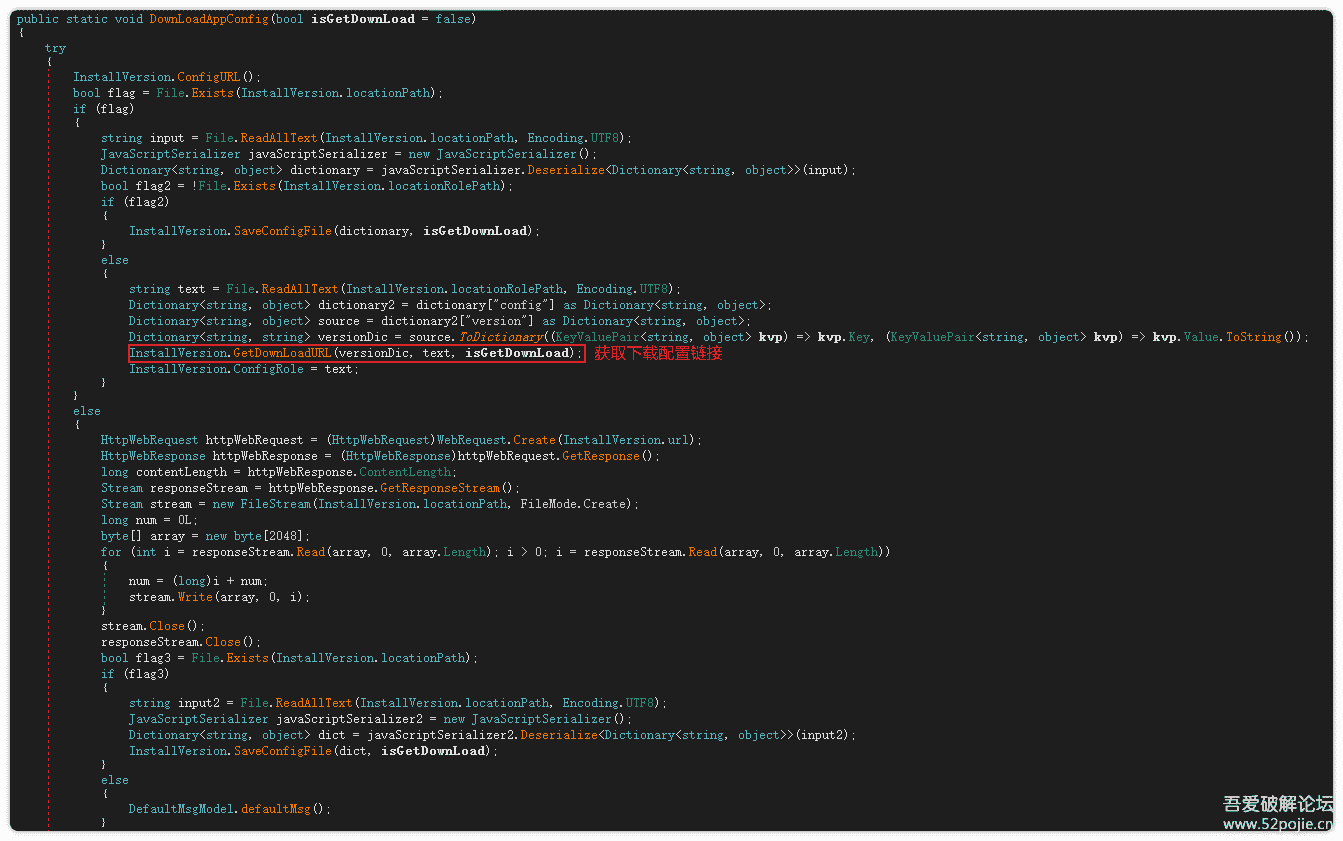 public static void DownLoadAppConfig(bool isGetDownLoad = false)
{
try
{
InstallVersion.ConfigURL();
bool flag = File.Exists(InstallVersion.locationPath);
if (flag)
{
string input = File.ReadAllText(InstallVersion.locationPath, Encoding.UTF8);
JavaScriptSerializer javaScriptSerializer = new JavaScriptSerializer();
Dictionary<string, object> dictionary = javaScriptSerializer.Deserialize<Dictionary<string, object>>(input);
bool flag2 = !File.Exists(InstallVersion.locationRolePath);
if (flag2)
{
InstallVersion.SaveConfigFile(dictionary, isGetDownLoad);
}
else
{
string text = File.ReadAllText(InstallVersion.locationRolePath, Encoding.UTF8);
Dictionary<string, object> dictionary2 = dictionary["config"] as Dictionary<string, object>;
Dictionary<string, object> source = dictionary2["version"] as Dictionary<string, object>;
Dictionary<string, string> versionDic = source.ToDictionary((KeyValuePair<string, object> kvp) => kvp.Key, (KeyValuePair<string, object> kvp) => kvp.Value.ToString());
InstallVersion.GetDownLoadURL(versionDic, text, isGetDownLoad); 获取下载配置链接
InstallVersion.ConfigRole = text;
}
}
else
{
HttpWebRequest httpWebRequest = (HttpWebRequest)WebRequest.Create(InstallVersion.url);
HttpWebResponse httpWebResponse = (HttpWebResponse)httpWebRequest.GetResponse();
long contentLength = httpWebResponse.ContentLength;
Stream responseStream = httpWebResponse.GetResponseStream();
Stream stream = new FileStream(InstallVersion.locationPath, FileMode.Create);
long num = 0L;
byte[] array = new byte[2048];
for (int i = responseStream.Read(array, 0, array.Length); i > 0; i = responseStream.Read(array, 0, array.Length))
{
num = (long)i + num;
stream.Write(array, 0, i);
}
stream.Close();
responseStream.Close();
bool flag3 = File.Exists(InstallVersion.locationPath);
if (flag3)
{
string input2 = File.ReadAllText(InstallVersion.locationPath, Encoding.UTF8);
JavaScriptSerializer javaScriptSerializer2 = new JavaScriptSerializer();
Dictionary<string, object> dict = javaScriptSerializer2.Deserialize<Dictionary<string, object>>(input2);
InstallVersion.SaveConfigFile(dict, isGetDownLoad);
}
else
{
DefaultMsgModel.defaultMsg();
}
吾爱破解论坛
www.52pojie.cn